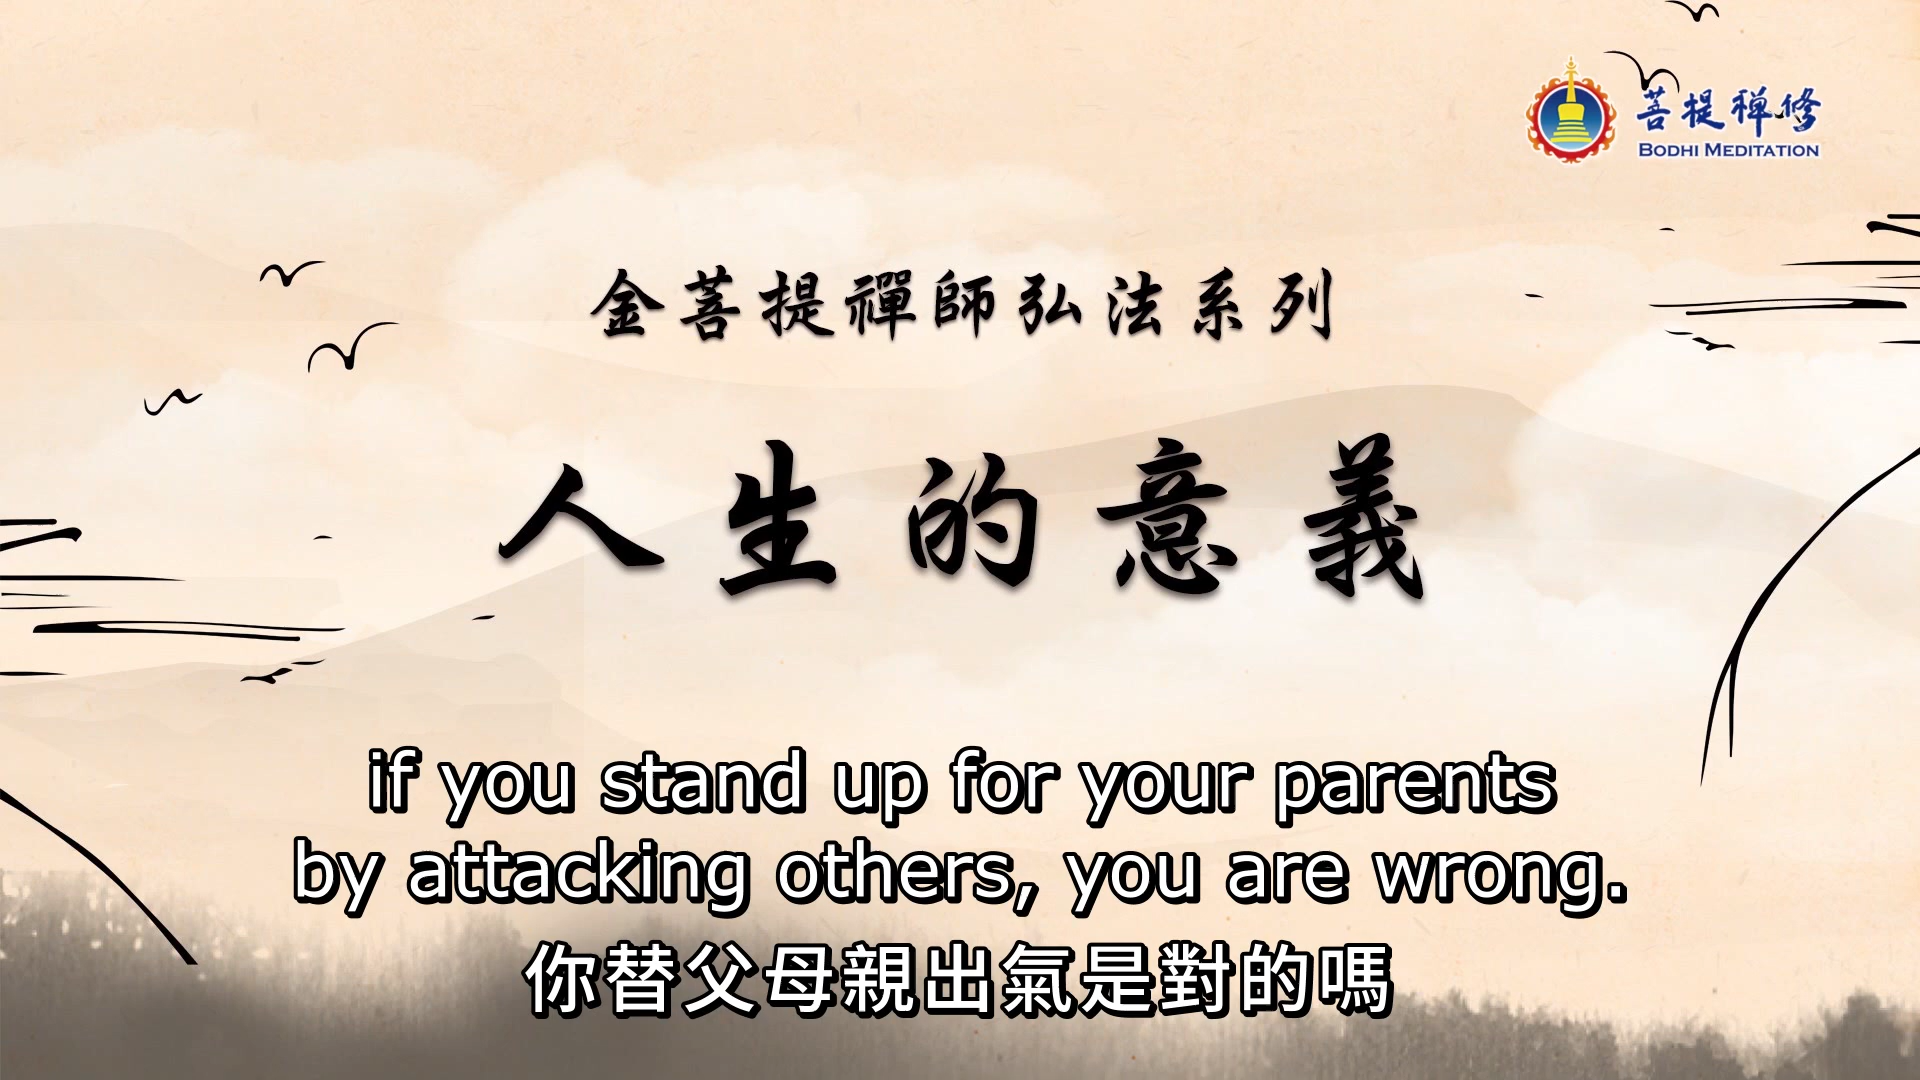 菩提禪修
BODHI MEDITATION
金菩提禪師弘法系列
人生的意義
if you stand up for your parents
by attacking others, you are wrong.
你替父母親出氣是對的嗎